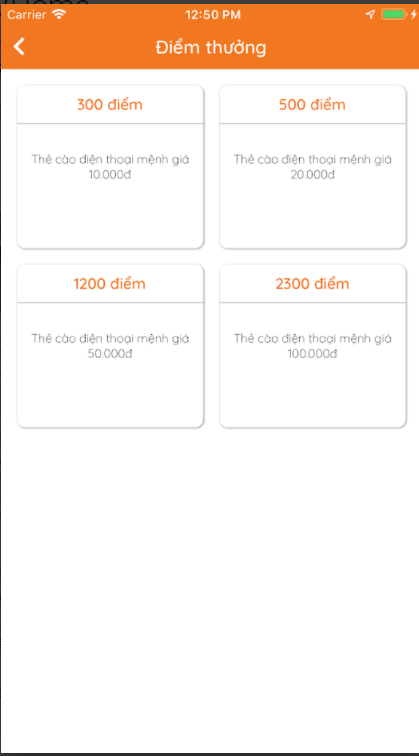 Carrier
12:50 PM
Điểm thưởng
300 điểm
Thẻ cào điện thoại mệnh giá
10.000đ
500 điểm
Thẻ cào điện thoại mệnh giá
20.000đ
1200 điểm
Thẻ cào điện thoại mệnh giá
50.000đ
2300 điểm
Thẻ cào điện thoại mệnh giá
100.000đ